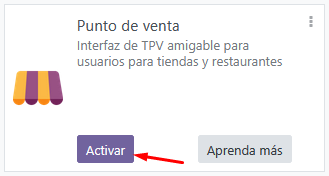 Punto de venta
Interfaz de TPV amigable para
usuarios para tiendas y restaurantes
Activar
Aprenda más